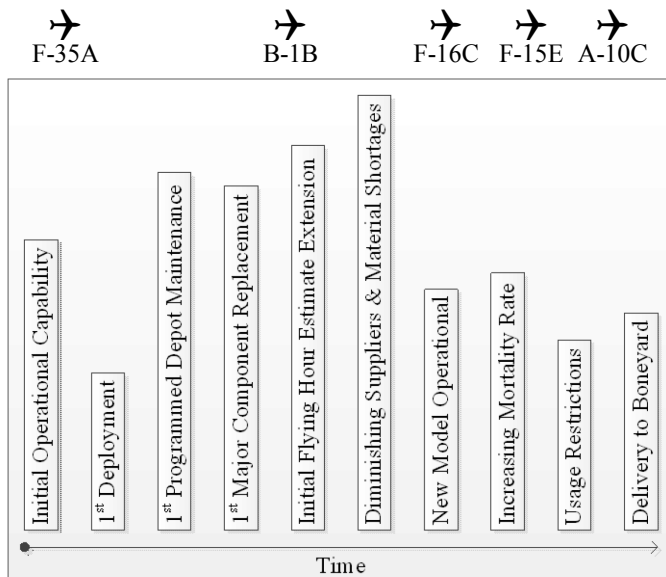 F-35A
B-1B
F-16C
F-15E
A-10C
Initial Operational Capability
1st Deployment
1st Programmed Depot Maintenance
1st Major Component Replacement
Initial Flying Hour Estimate Extension
Diminishing Suppliers & Material Shortages
New Model Operational
Increasing Mortality Rate
Usage Restrictions
Delivery to Boneyard
Time